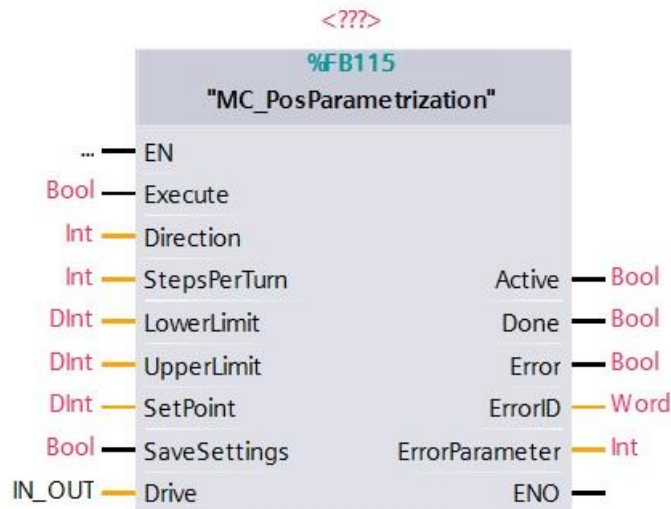 <???>
%FB115
"MC_PosParametrization"
... EN
Bool Execute
Int Direction
Int StepsPerTurn Active Bool
DInt LowerLimit Done Bool
DInt UpperLimit Error Bool
DInt SetPoint ErrorID Word
Bool SaveSettings ErrorParameter Int
IN_OUT Drive ENO